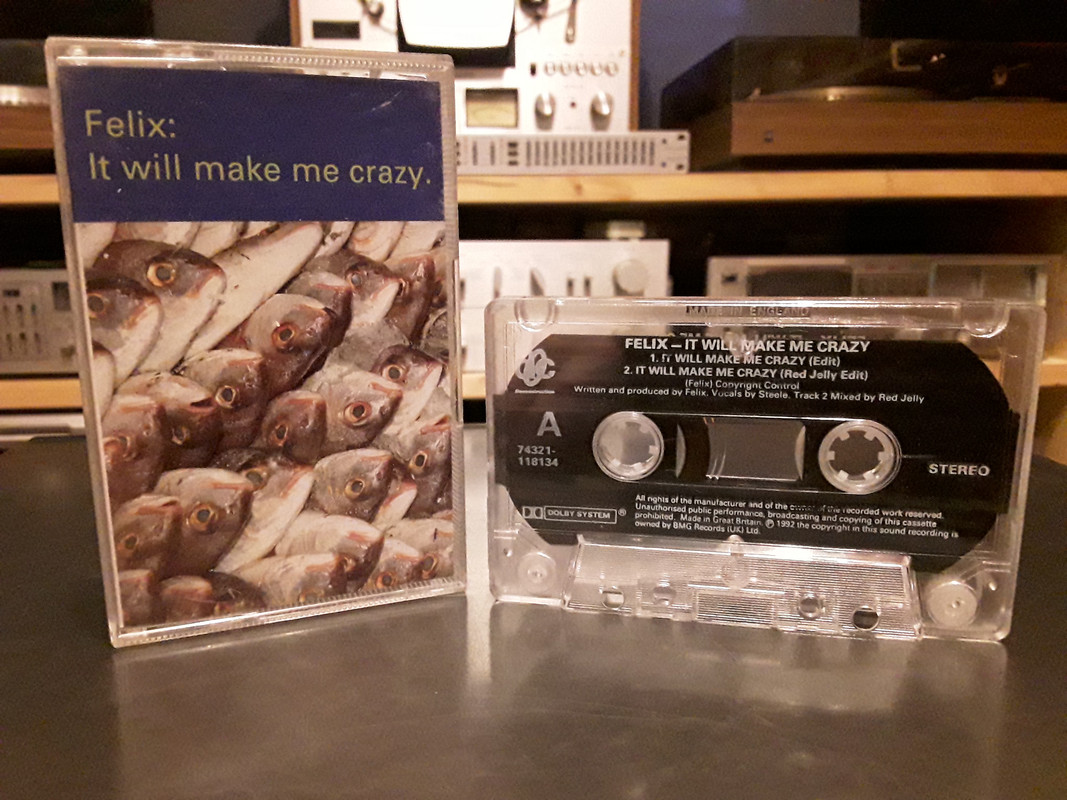 Felix:
It will make me crazy.
MADE IN ENGLAND
FELIX – IT WILL MAKE ME CRAZY
1. IT WILL MAKE ME CRAZY (Edit)
2. IT WILL MAKE ME CRAZY (Red Jelly Edit)
(Felix) Copyright Control
Written and produced by Felix. Vocals by Steele. Track 2 Mixed by Red Jelly
deConstruction
A
74321-
118134
STEREO
DOLBY SYSTEM ®
All rights of the manufacturer and of the owner of the recorded work reserved.
Unauthorised public performance, broadcasting and copying of this cassette
prohibited. Made in Great Britain. ℗ 1992 the copyright in this sound recording is
owned by BMG Records (UK) Ltd.